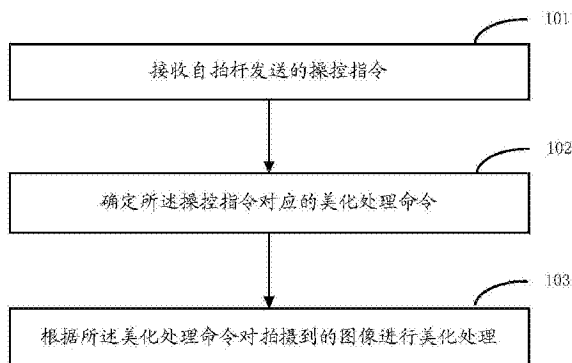 101
接收自拍杆发送的操控指令
102
确定所述操控指令对应的美化处理命令
103
根据所述美化处理命令对拍摄到的图像进行美化处理